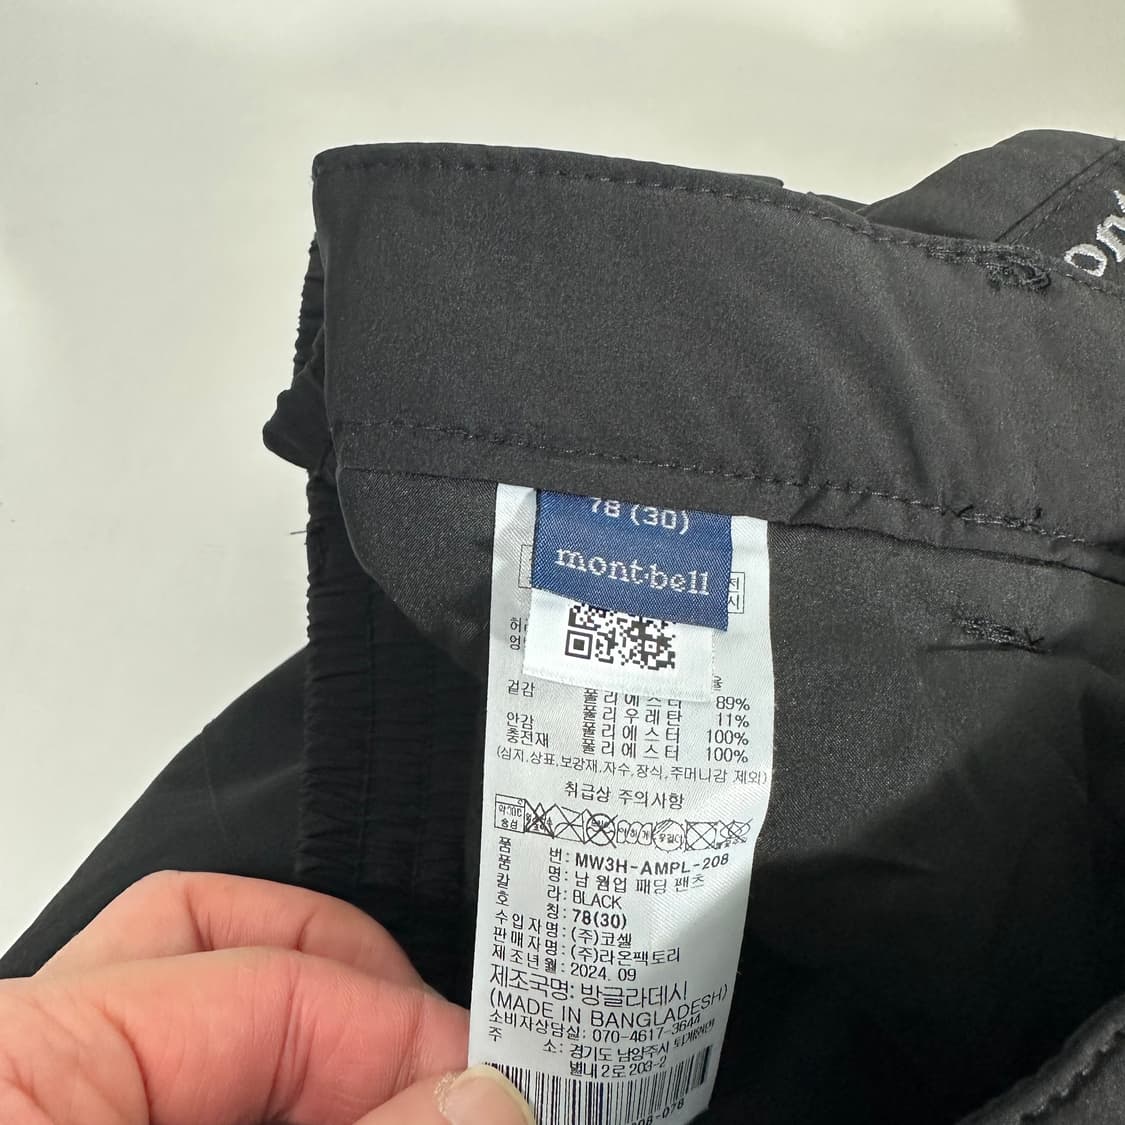 ont
78 (30)
mont·bell
전
시
겉감 폴리에스터 89%
폴리우레탄 11%
안감 폴리에스터 100%
충전재 폴리에스터 100%
(심지,상표,보강재,자수,장식,주머니감 제외)
취급상 주의사항
품 번: MW3H-AMPL-208
품 명: 남 원업 패딩 팬츠
칼 라: BLACK
호 칭: 78(30)
수입자명: (주)코셀
판매자명: (주)라온팩토리
제조년월: 2024. 09
제조국명: 방글라데시
(MADE IN BANGLADESH)
소비자상담실: 070-4617-3644
주 소: 경기도 남양주시
별내2로 203-2
08-078